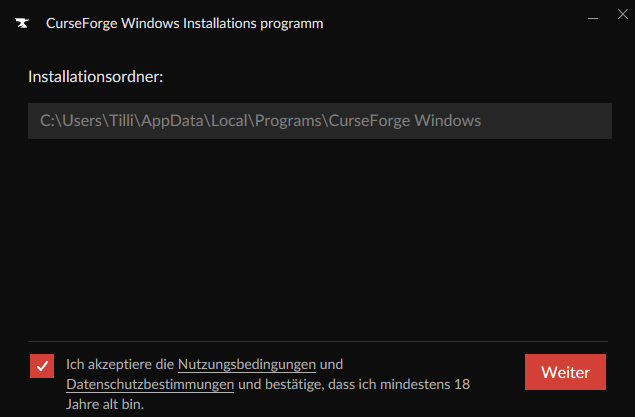 CurseForge Windows Installations programm
Installationsordner:
C:\Users\Tilli\AppData\Local\Programs\CurseForge Windows
Ich akzeptiere die Nutzungsbedingungen und
Datenschutzbestimmungen und bestätige, dass ich mindestens 18
Jahre alt bin.
Weiter